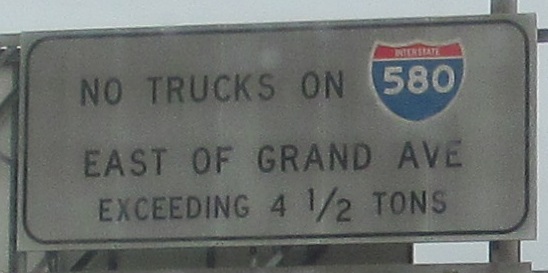 NO TRUCKS ON INTERSTATE 580
EAST OF GRAND AVE
EXCEEDING 4 1/2 TONS